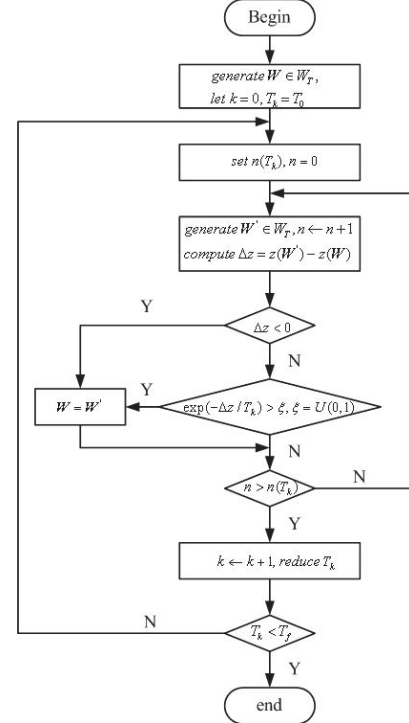 Begin
generate W ∈ W_T,
let k = 0, T_k = T_0
set n(T_k), n = 0
generate W' ∈ W_T, n ← n+1
compute Δz = z(W') − z(W)
Y
Δz < 0
N
W = W'
Y
exp(−Δz / T_k) > ξ, ξ = U(0,1)
N
n > n(T_k)
N
Y
k ← k+1, reduce T_k
N
T_k < T_f
Y
end